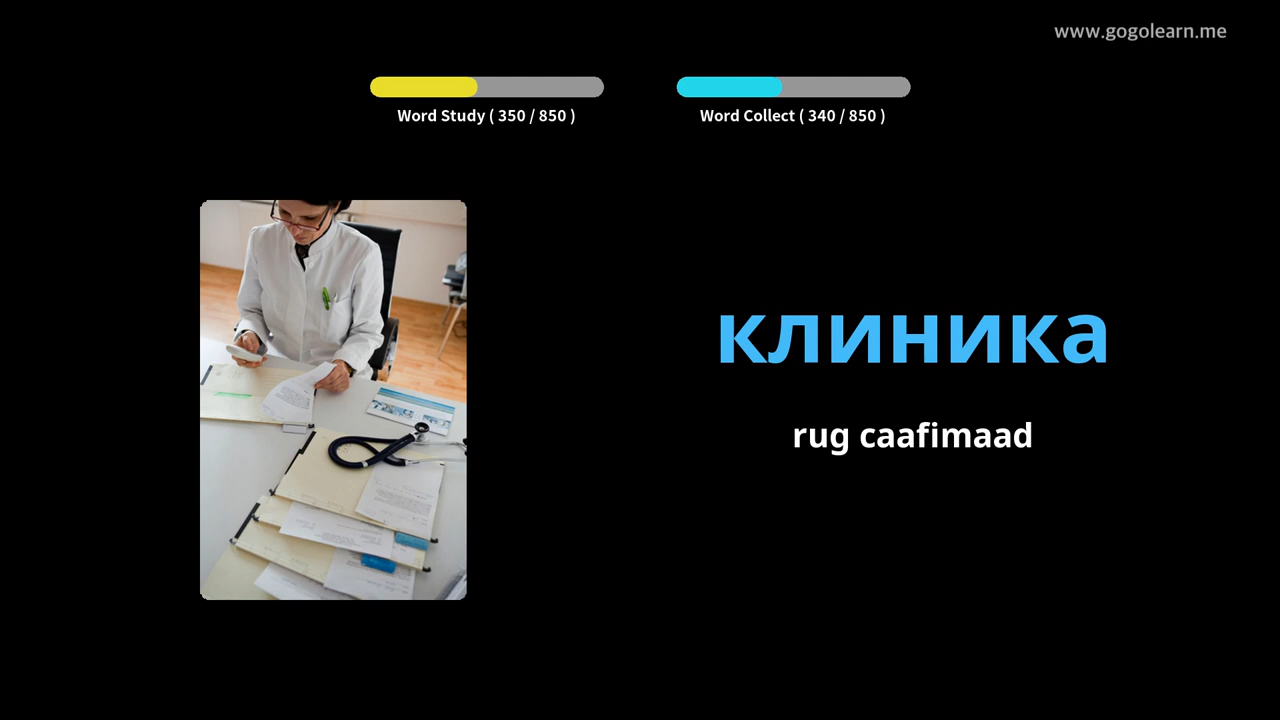 www.gogolearn.me
Word Study ( 350 / 850 )
Word Collect ( 340 / 850 )
клиника
rug caafimaad